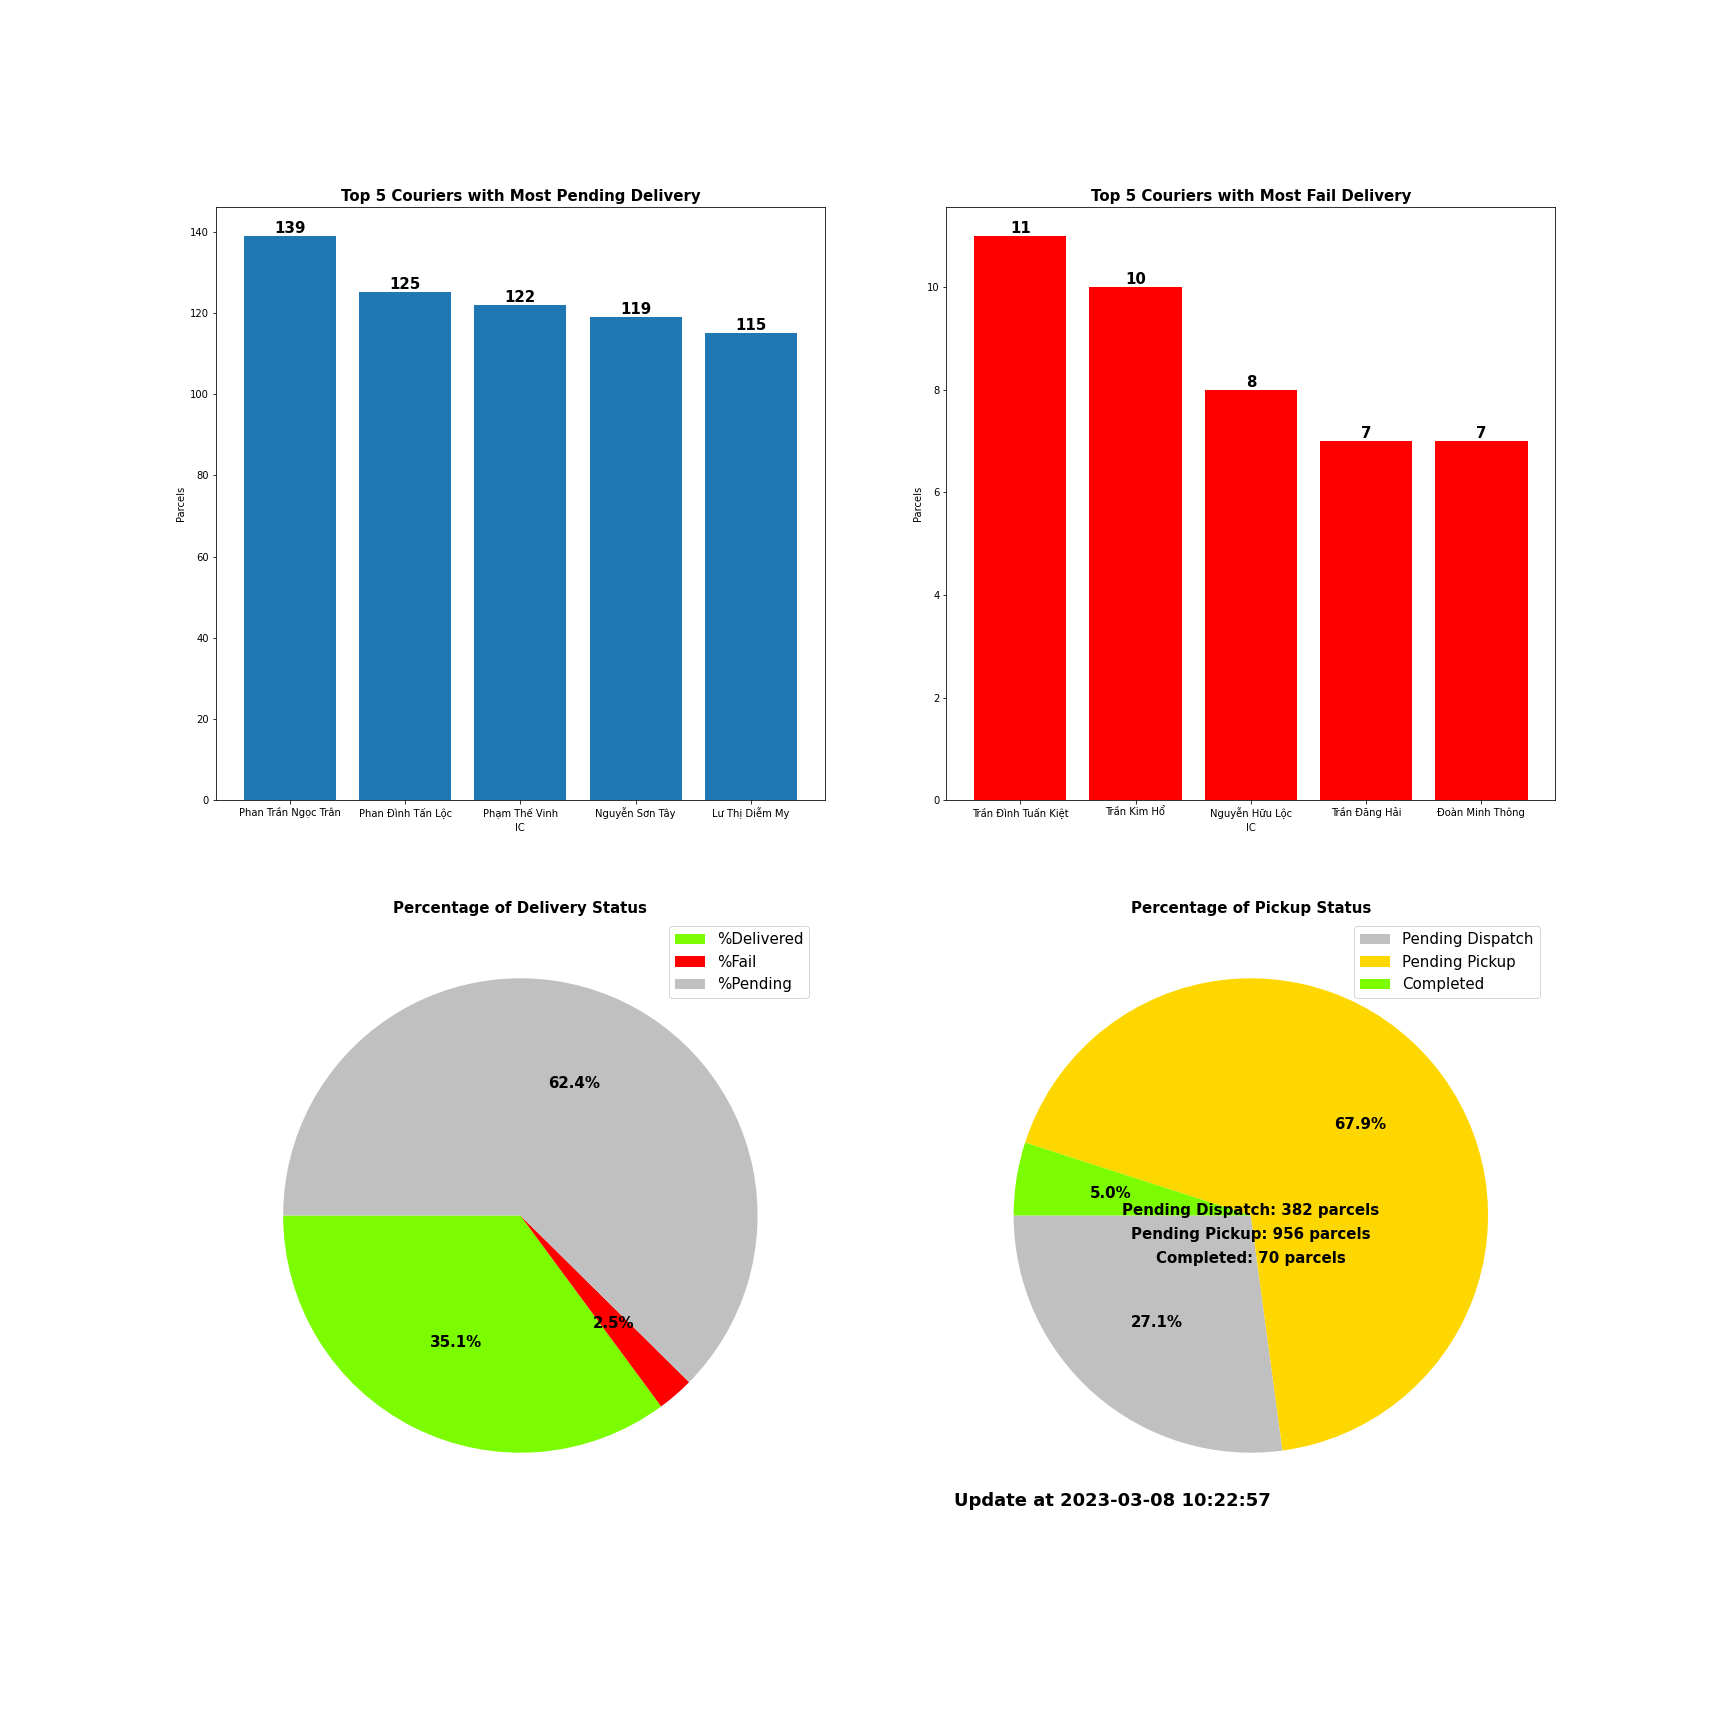 Top 5 Couriers with Most Pending Delivery
139
125
122
119
115
140
120
100
80
60
40
20
0
Parcels
Phan Trần Ngọc Trân
Phan Đình Tấn Lộc
Phạm Thế Vinh
Nguyễn Sơn Tây
Lư Thị Diễm My
IC
Top 5 Couriers with Most Fail Delivery
11
10
8
7
7
10
8
6
4
2
0
Parcels
Trần Đình Tuấn Kiệt
Trần Kim Hổ
Nguyễn Hữu Lộc
Trần Đăng Hải
Đoàn Minh Thông
IC
Percentage of Delivery Status
%Delivered
%Fail
%Pending
62.4%
2.5%
35.1%
Percentage of Pickup Status
Pending Dispatch
Pending Pickup
Completed
67.9%
5.0%
Pending Dispatch: 382 parcels
Pending Pickup: 956 parcels
Completed: 70 parcels
27.1%
Update at 2023-03-08 10:22:57